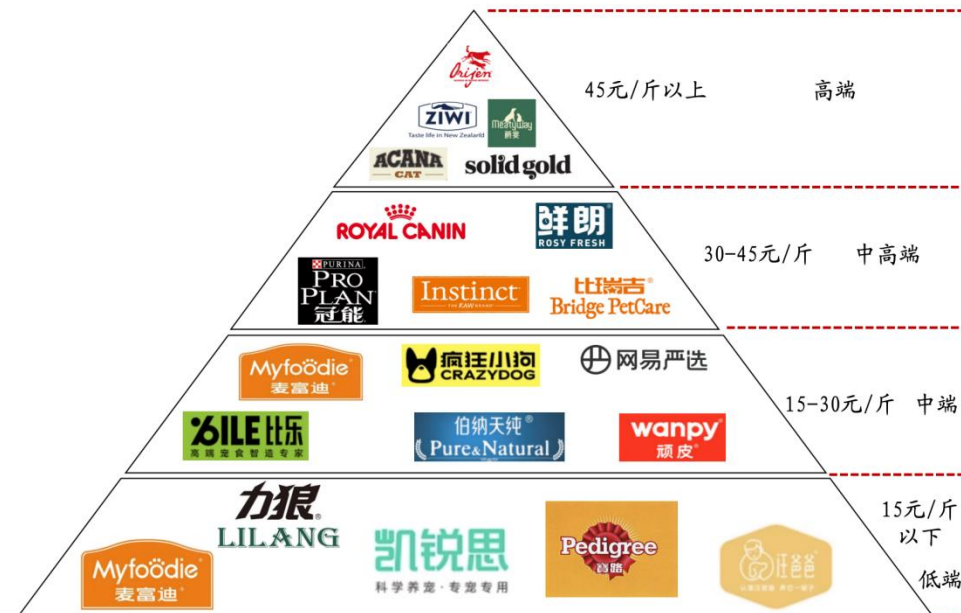 Orijen
45元/斤以上
高端
ZIWI
Taste life in New Zealand
Meatyway
爵宴
ACANA
CAT
solid gold
ROYAL CANIN
鲜朗
ROSY FRESH
30-45元/斤
中高端
PURINA
PRO
PLAN
冠能
Instinct
THE RAW BRAND
比瑞吉
Bridge PetCare
Myfoodie
麦富迪
疯狂小狗
CRAZYDOG
网易严选
15-30元/斤
中端
BILE比乐
高端宠食智造专家
伯纳天纯
Pure&Natural
wanpy
顽皮
力狼
LILANG
15元/斤
以下
低端
Myfoodie
麦富迪
凯锐思
科学养宠·专宠专用
Pedigree
宝路
汪爸爸